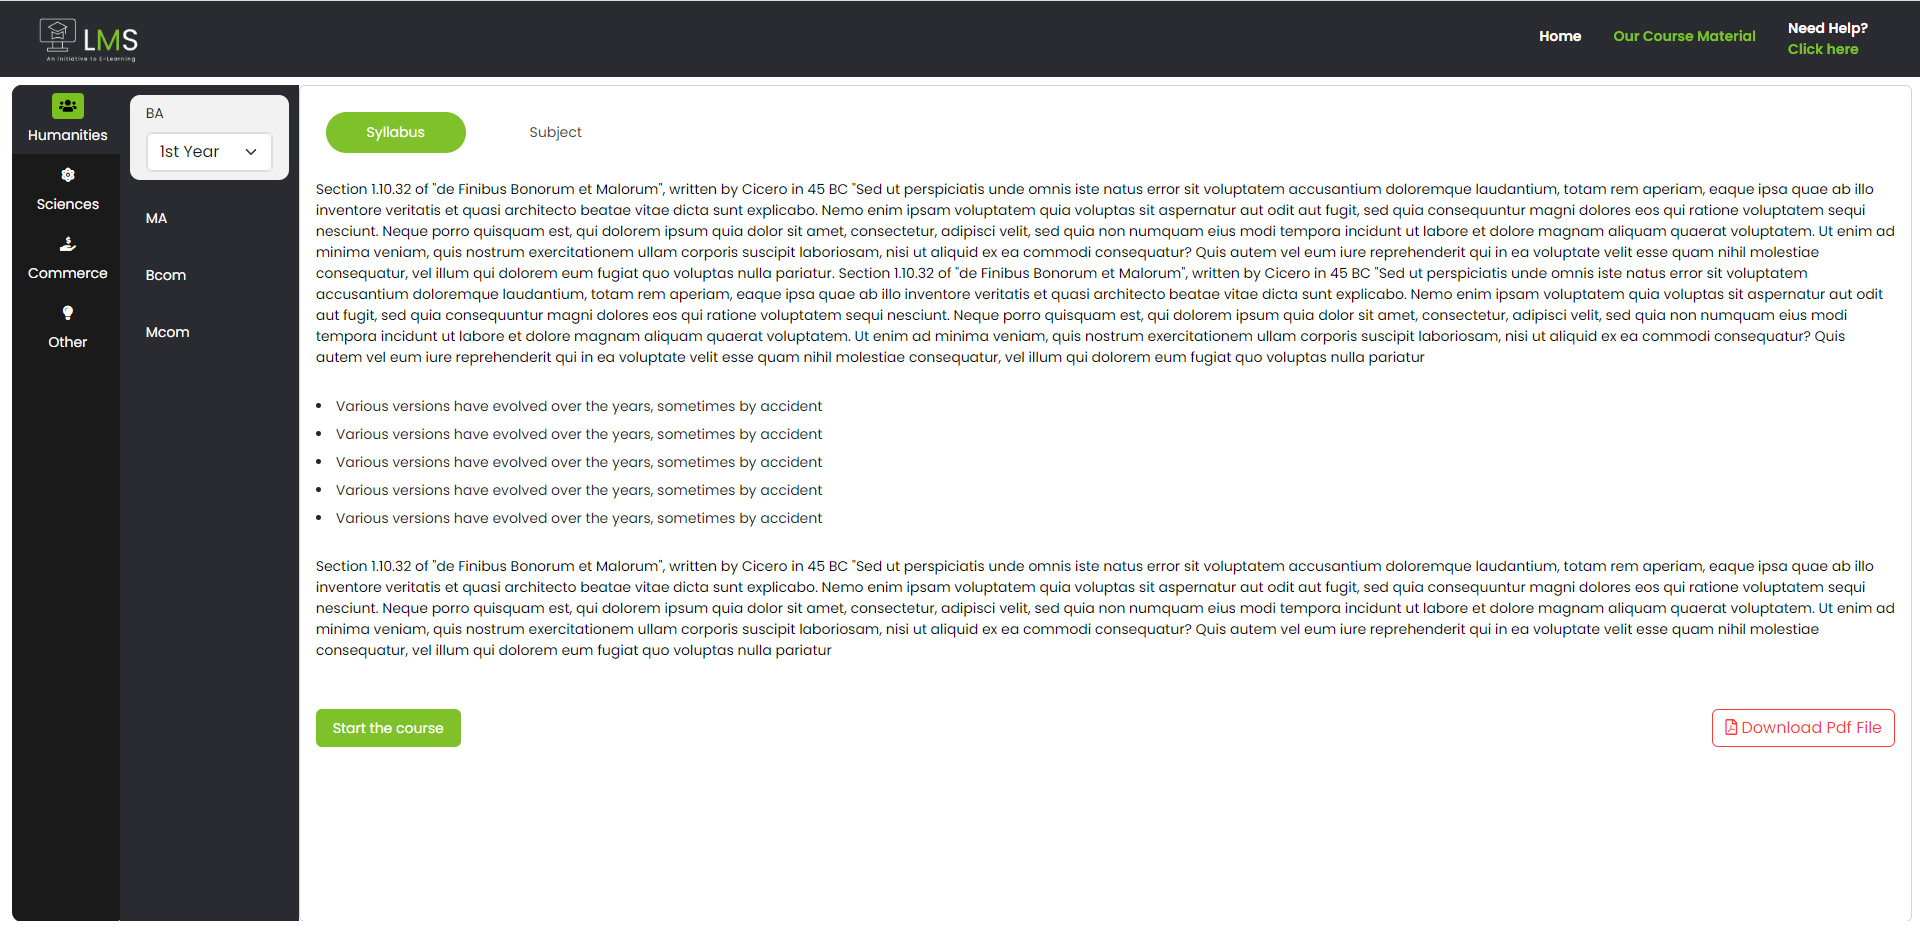 LMS
An Initiative to E-Learning
Home
Our Course Material
Need Help?
Click here
Humanities
Sciences
Commerce
Other
BA
1st Year
MA
Bcom
Mcom
Syllabus
Subject
Section 1.10.32 of "de Finibus Bonorum et Malorum", written by Cicero in 45 BC "Sed ut perspiciatis unde omnis iste natus error sit voluptatem accusantium doloremque laudantium, totam rem aperiam, eaque ipsa quae ab illo
inventore veritatis et quasi architecto beatae vitae dicta sunt explicabo. Nemo enim ipsam voluptatem quia voluptas sit aspernatur aut odit aut fugit, sed quia consequuntur magni dolores eos qui ratione voluptatem sequi
nesciunt. Neque porro quisquam est, qui dolorem ipsum quia dolor sit amet, consectetur, adipisci velit, sed quia non numquam eius modi tempora incidunt ut labore et dolore magnam aliquam quaerat voluptatem. Ut enim ad
minima veniam, quis nostrum exercitationem ullam corporis suscipit laboriosam, nisi ut aliquid ex ea commodi consequatur? Quis autem vel eum iure reprehenderit qui in ea voluptate velit esse quam nihil molestiae
consequatur, vel illum qui dolorem eum fugiat quo voluptas nulla pariatur. Section 1.10.32 of "de Finibus Bonorum et Malorum", written by Cicero in 45 BC "Sed ut perspiciatis unde omnis iste natus error sit voluptatem
accusantium doloremque laudantium, totam rem aperiam, eaque ipsa quae ab illo inventore veritatis et quasi architecto beatae vitae dicta sunt explicabo. Nemo enim ipsam voluptatem quia voluptas sit aspernatur aut odit
aut fugit, sed quia consequuntur magni dolores eos qui ratione voluptatem sequi nesciunt. Neque porro quisquam est, qui dolorem ipsum quia dolor sit amet, consectetur, adipisci velit, sed quia non numquam eius modi
tempora incidunt ut labore et dolore magnam aliquam quaerat voluptatem. Ut enim ad minima veniam, quis nostrum exercitationem ullam corporis suscipit laboriosam, nisi ut aliquid ex ea commodi consequatur? Quis
autem vel eum iure reprehenderit qui in ea voluptate velit esse quam nihil molestiae consequatur, vel illum qui dolorem eum fugiat quo voluptas nulla pariatur
• Various versions have evolved over the years, sometimes by accident
• Various versions have evolved over the years, sometimes by accident
• Various versions have evolved over the years, sometimes by accident
• Various versions have evolved over the years, sometimes by accident
• Various versions have evolved over the years, sometimes by accident
Section 1.10.32 of "de Finibus Bonorum et Malorum", written by Cicero in 45 BC "Sed ut perspiciatis unde omnis iste natus error sit voluptatem accusantium doloremque laudantium, totam rem aperiam, eaque ipsa quae ab illo
inventore veritatis et quasi architecto beatae vitae dicta sunt explicabo. Nemo enim ipsam voluptatem quia voluptas sit aspernatur aut odit aut fugit, sed quia consequuntur magni dolores eos qui ratione voluptatem sequi
nesciunt. Neque porro quisquam est, qui dolorem ipsum quia dolor sit amet, consectetur, adipisci velit, sed quia non numquam eius modi tempora incidunt ut labore et dolore magnam aliquam quaerat voluptatem. Ut enim ad
minima veniam, quis nostrum exercitationem ullam corporis suscipit laboriosam, nisi ut aliquid ex ea commodi consequatur? Quis autem vel eum iure reprehenderit qui in ea voluptate velit esse quam nihil molestiae
consequatur, vel illum qui dolorem eum fugiat quo voluptas nulla pariatur
Start the course
Download Pdf File